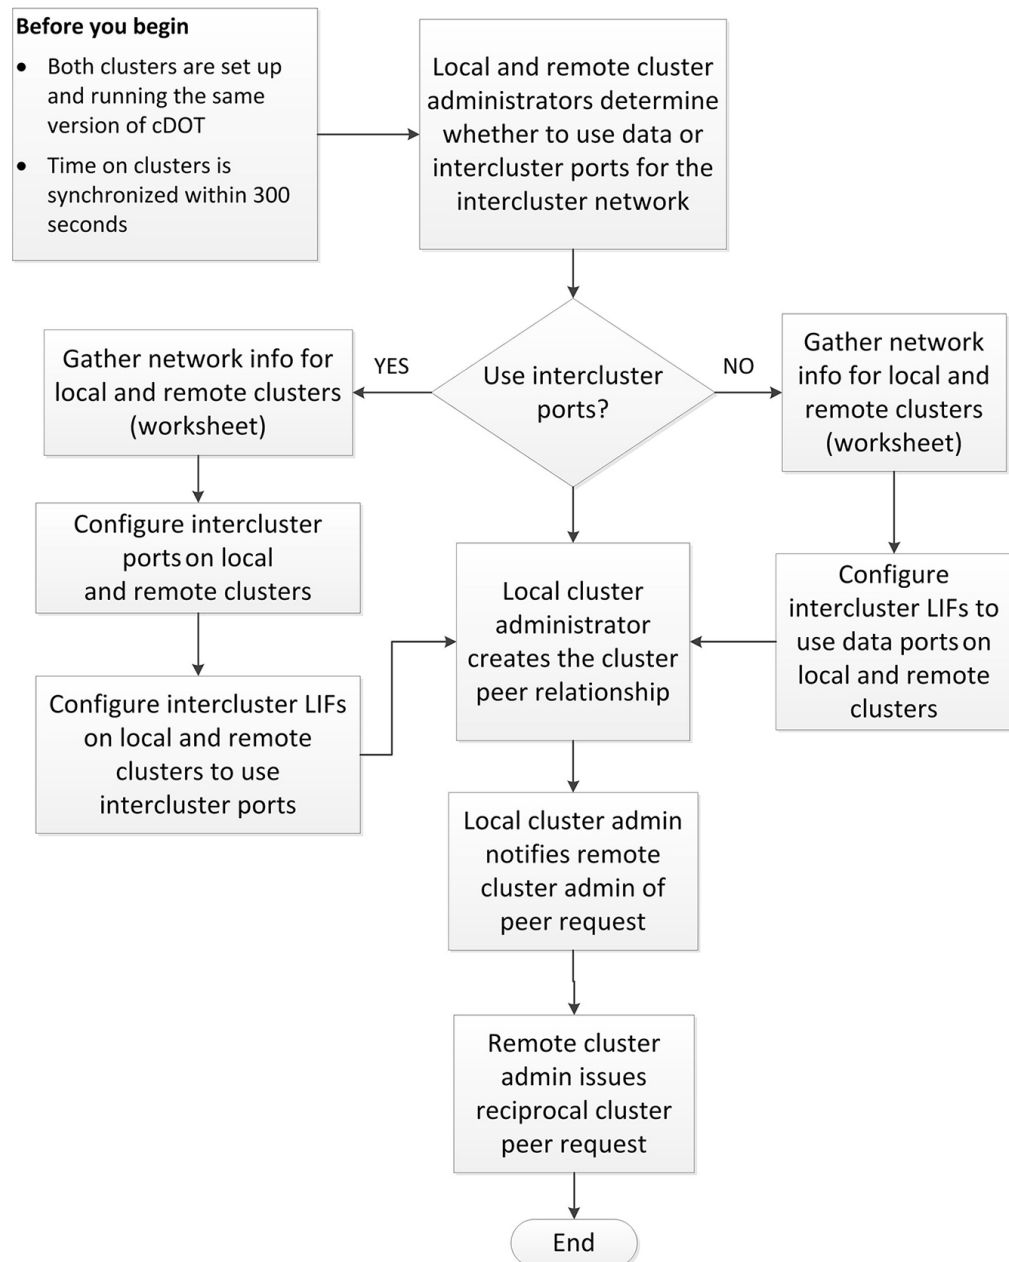 Before you begin
• Both clusters are set up
and running the same
version of cDOT
• Time on clusters is
synchronized within 300
seconds
Local and remote cluster
administrators determine
whether to use data or
intercluster ports for the
intercluster network
Use intercluster
ports?
YES
NO
Gather network info for
local and remote clusters
(worksheet)
Configure intercluster
ports on local
and remote clusters
Configure intercluster LIFs
on local and remote
clusters to use
intercluster ports
Gather network
info for local and
remote clusters
(worksheet)
Configure
intercluster LIFs to
use data ports on
local and remote
clusters
Local cluster
administrator
creates the cluster
peer relationship
Local cluster admin
notifies remote
cluster admin of
peer request
Remote cluster
admin issues
reciprocal cluster
peer request
End